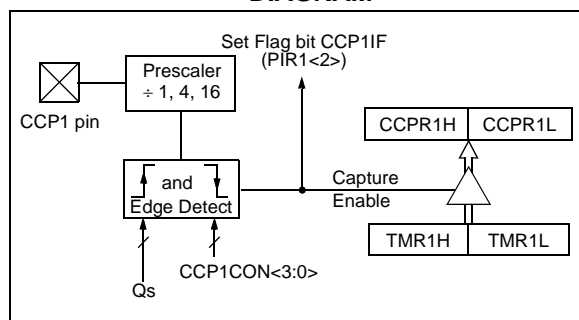 DIAGRAM
Set Flag bit CCP1IF
(PIR1<2>)
Prescaler
÷ 1, 4, 16
CCP1 pin
CCPR1H CCPR1L
and
Edge Detect
Capture
Enable
TMR1H TMR1L
CCP1CON<3:0>
Qs